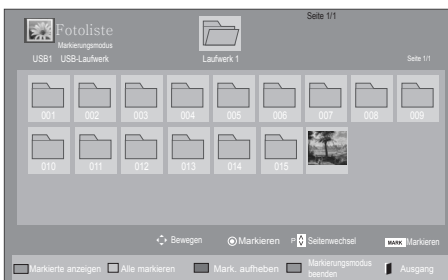 Seite 1/1
Fotoliste
Markierungsmodus
USB1 USB-Laufwerk Laufwerk 1 Seite 1/1
001 002 003 004 005 006 007 008 009
010 011 012 013 014 015
Bewegen Markieren P Seitenwechsel MARK Markieren
Markierte anzeigen Alle markieren Mark. aufheben Markierungsmodus beenden Ausgang